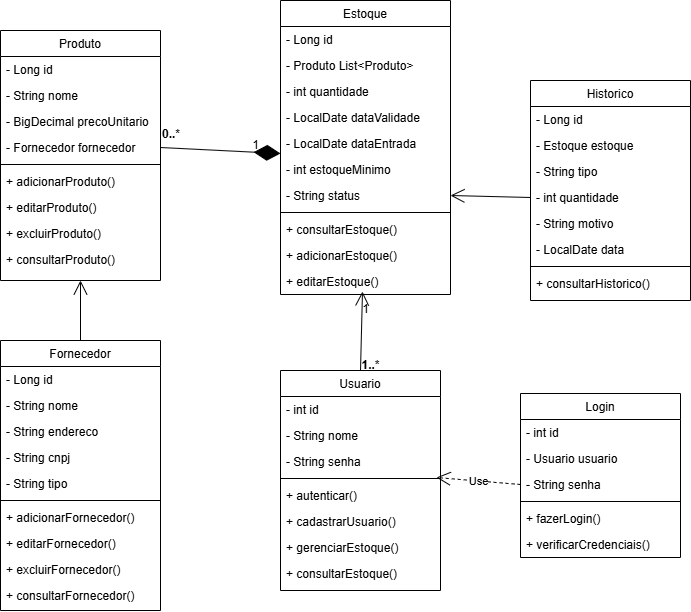 Produto
- Long id
- String nome
- BigDecimal precoUnitario
- Fornecedor fornecedor
+ adicionarProduto()
+ editarProduto()
+ excluirProduto()
+ consultarProduto()
0..*
1
Estoque
- Long id
- Produto List<Produto>
- int quantidade
- LocalDate dataValidade
- LocalDate dataEntrada
- int estoqueMinimo
- String status
+ consultarEstoque()
+ adicionarEstoque()
+ editarEstoque()
Historico
- Long id
- Estoque estoque
- String tipo
- int quantidade
- String motivo
- LocalDate data
+ consultarHistorico()
Fornecedor
- Long id
- String nome
- String endereco
- String cnpj
- String tipo
+ adicionarFornecedor()
+ editarFornecedor()
+ excluirFornecedor()
+ consultarFornecedor()
1
1..*
Usuario
- int id
- String nome
- String senha
+ autenticar()
+ cadastrarUsuario()
+ gerenciarEstoque()
+ consultarEstoque()
Use
Login
- int id
- Usuario usuario
- String senha
+ fazerLogin()
+ verificarCredenciais()